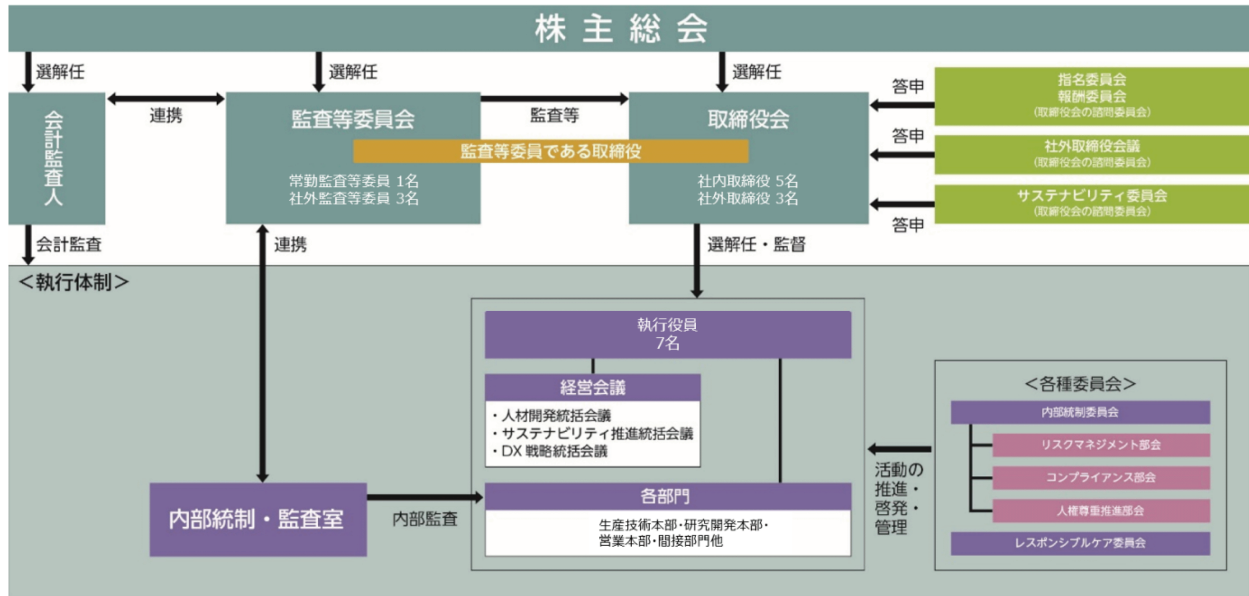 株主総会
選解任
選解任
選解任
会計監査人
連携
監査等委員会
監査等
取締役会
監査等委員である取締役
常勤監査等委員 1名
社外監査等委員 3名
社内取締役 5名
社外取締役 3名
答申
指名委員会
報酬委員会
(取締役会の諮問委員会)
答申
社外取締役会議
(取締役会の諮問委員会)
答申
サステナビリティ委員会
(取締役会の諮問委員会)
会計監査
連携
選解任・監督
<執行体制>
執行役員
7名
経営会議
・人材開発統括会議
・サステナビリティ推進統括会議
・DX 戦略統括会議
内部統制・監査室
内部監査
各部門
生産技術本部・研究開発本部・
営業本部・間接部門他
活動の
推進・
啓発・
管理
<各種委員会>
内部統制委員会
リスクマネジメント部会
コンプライアンス部会
人権尊重推進部会
レスポンシブルケア委員会